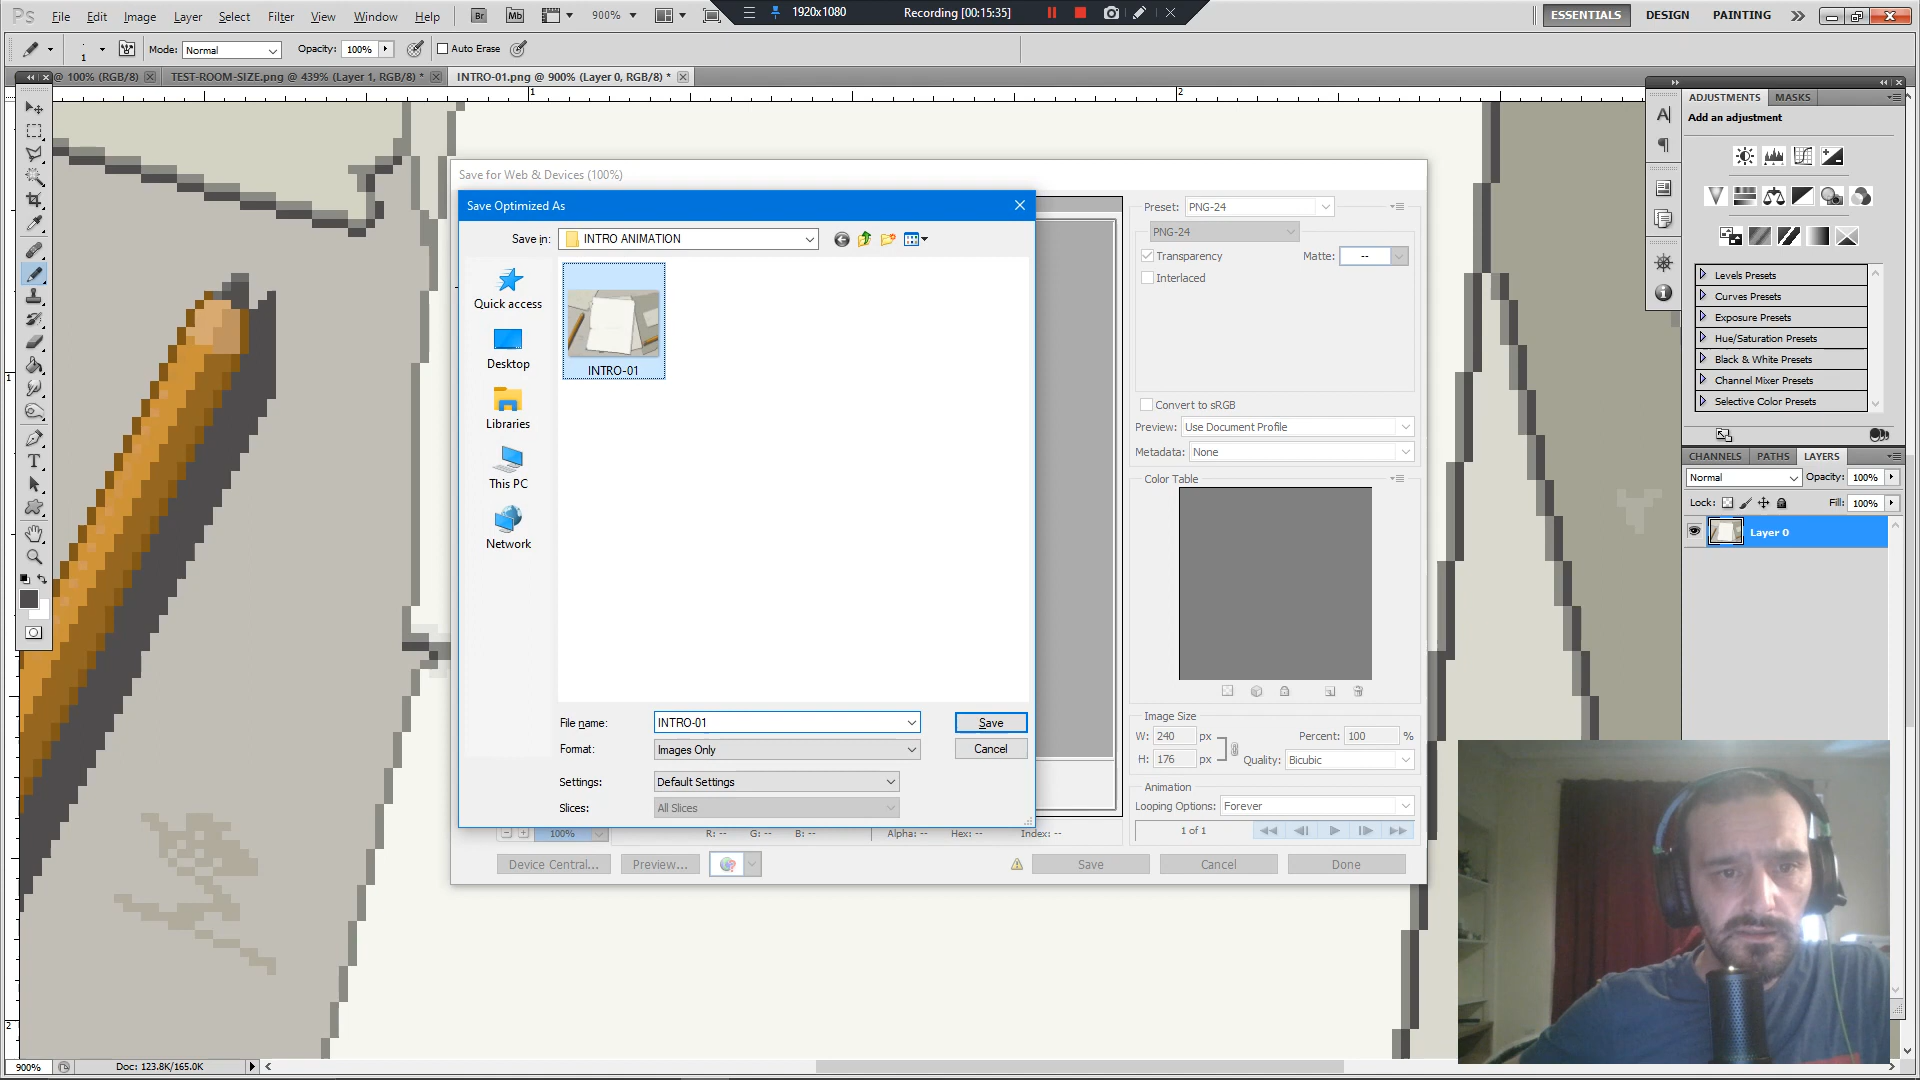 Ps File Edit Image Layer Select Filter View Window Help Br Mb 900%
1920x1080 Recording [00:15:35]
ESSENTIALS DESIGN PAINTING
1 Mode: Normal Opacity: 100% Auto Erase
@ 100% (RGB/8) TEST-ROOM-SIZE.png @ 439% (Layer 1, RGB/8) * INTRO-01.png @ 900% (Layer 0, RGB/8) *
1 2
1
2
Save for Web & Devices (100%)
Save Optimized As
Save in: INTRO ANIMATION
Quick access
Desktop
Libraries
This PC
Network
INTRO-01
File name: INTRO-01 Save
Format: Images Only Cancel
Settings: Default Settings
Slices: All Slices
Preset: PNG-24
PNG-24
Transparency Matte: --
Interlaced
Convert to sRGB
Preview: Use Document Profile
Metadata: None
Color Table
Image Size
W: 240 px Percent: 100 %
H: 176 px Quality: Bicubic
Animation
Looping Options: Forever
1 of 1
100% R: -- G: -- B: -- Alpha: -- Hex: -- Index: --
Device Central... Preview... Save Cancel Done
ADJUSTMENTS MASKS
Add an adjustment
Levels Presets
Curves Presets
Exposure Presets
Hue/Saturation Presets
Black & White Presets
Channel Mixer Presets
Selective Color Presets
CHANNELS PATHS LAYERS
Normal Opacity: 100%
Lock: Fill: 100%
Layer 0
900% Doc: 123.8K/165.0K